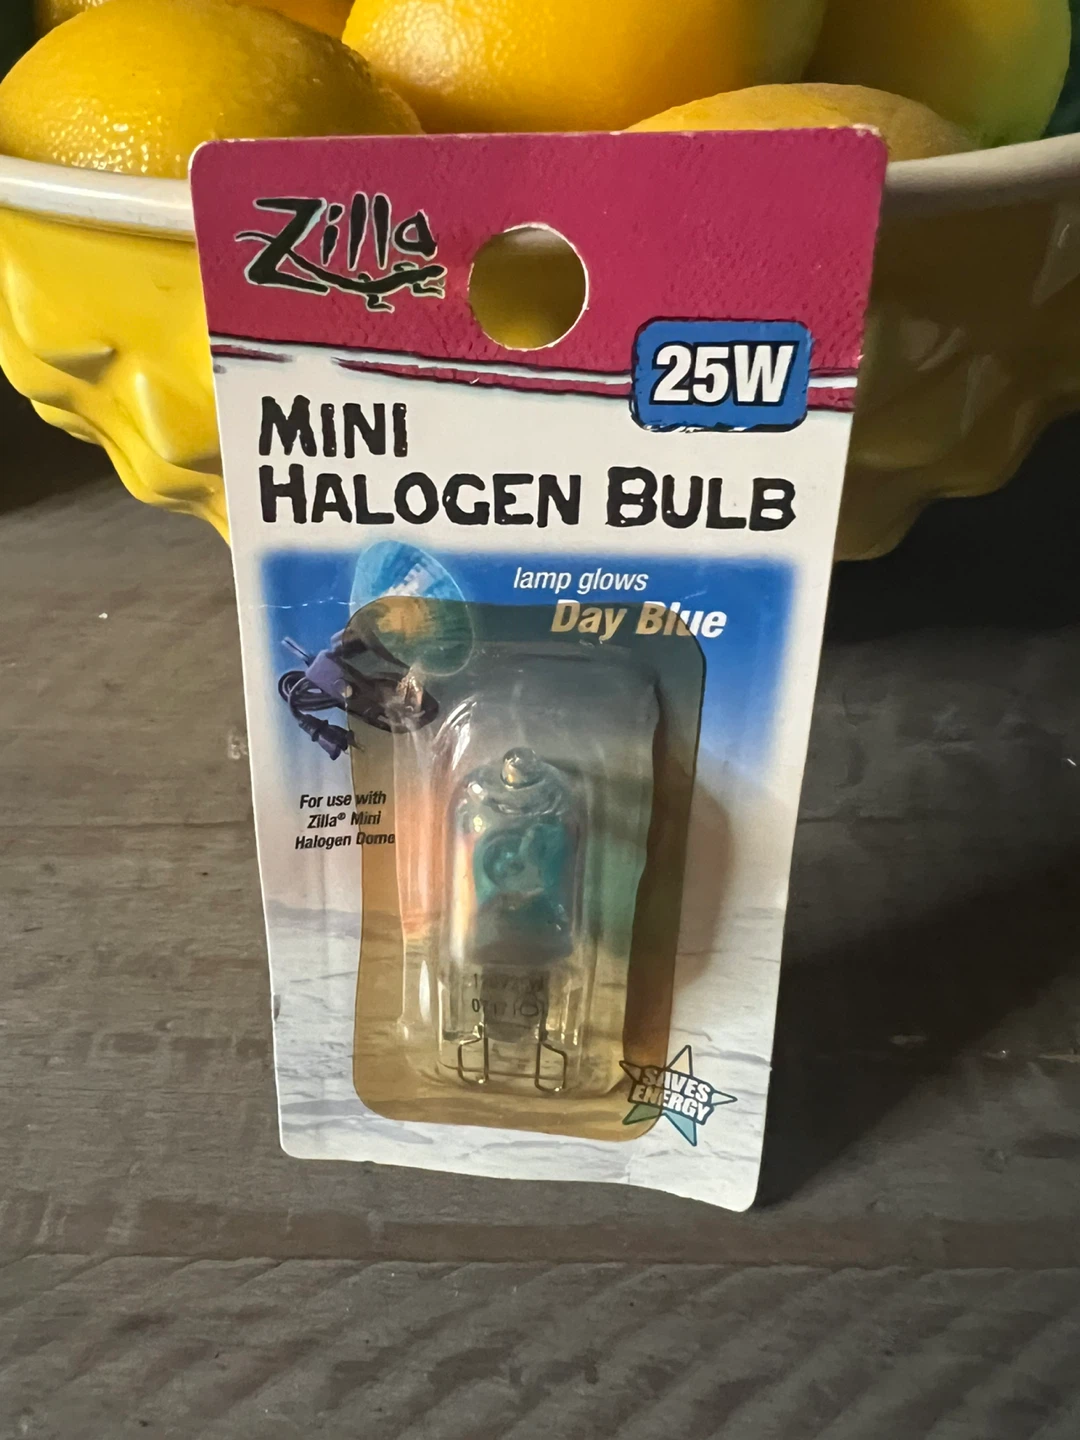 Zilla
25W
MINI
HALOGEN BULB
lamp glows
Day Blue
For use with
Zilla® Mini
Halogen Dome
SAVES
ENERGY